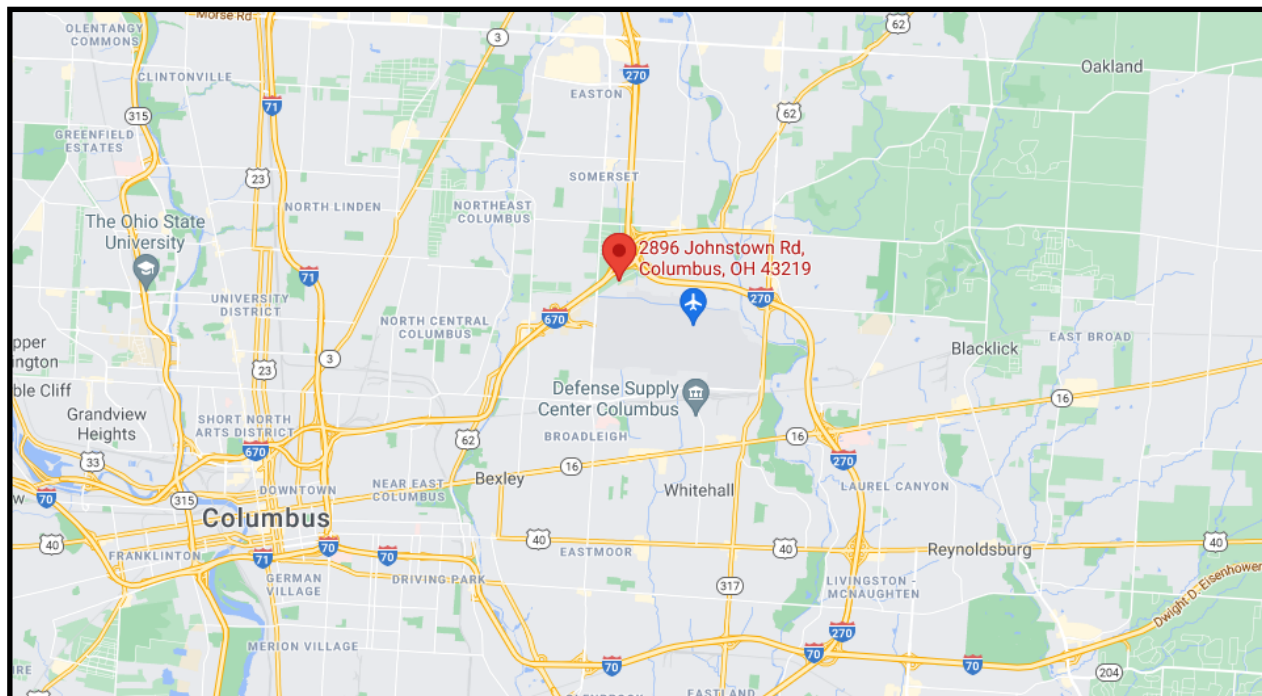 Morse Rd
OLENTANGY
COMMONS
3
62
Oakland
CLINTONVILLE
270
71
EASTON
315
62
GREENFIELD
ESTATES
23
SOMERSET
NORTH LINDEN
NORTHEAST
COLUMBUS
The Ohio State
University
2896 Johnstown Rd,
Columbus, OH 43219
71
UNIVERSITY
DISTRICT
270
670
NORTH CENTRAL
COLUMBUS
pper
ington
3
Blacklick
EAST BROAD
23
ble Cliff
Defense Supply
Center Columbus
16
Grandview
Heights
SHORT NORTH
ARTS DISTRICT
62
BROADLEIGH
16
670
33
16
270
Bexley
NEAR EAST
COLUMBUS
DOWNTOWN
315
70
w
Whitehall
LAUREL CANYON
Columbus
40
40
70
40
40
FRANKLINTON
71
70
EASTMOOR
Reynoldsburg
GERMAN
VILLAGE
DRIVING PARK
317
LIVINGSTON -
MCNAUGHTEN
Dwight D. Eisenhower
270
MERION VILLAGE
70
70
70
IRE
204
EASTLAND